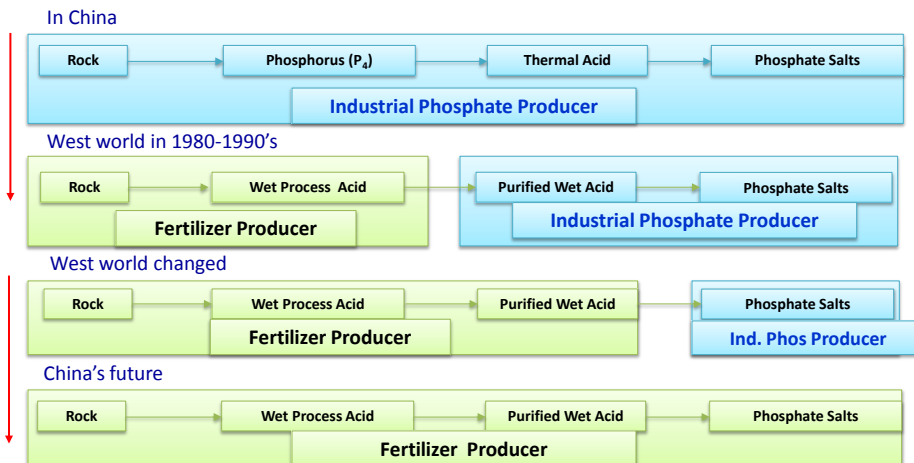 In China
Rock Phosphorus (P₄) Thermal Acid Phosphate Salts
Industrial Phosphate Producer
West world in 1980-1990’s
Rock Wet Process Acid Purified Wet Acid Phosphate Salts
Fertilizer Producer Industrial Phosphate Producer
West world changed
Rock Wet Process Acid Purified Wet Acid Phosphate Salts
Fertilizer Producer Ind. Phos Producer
China’s future
Rock Wet Process Acid Purified Wet Acid Phosphate Salts
Fertilizer Producer